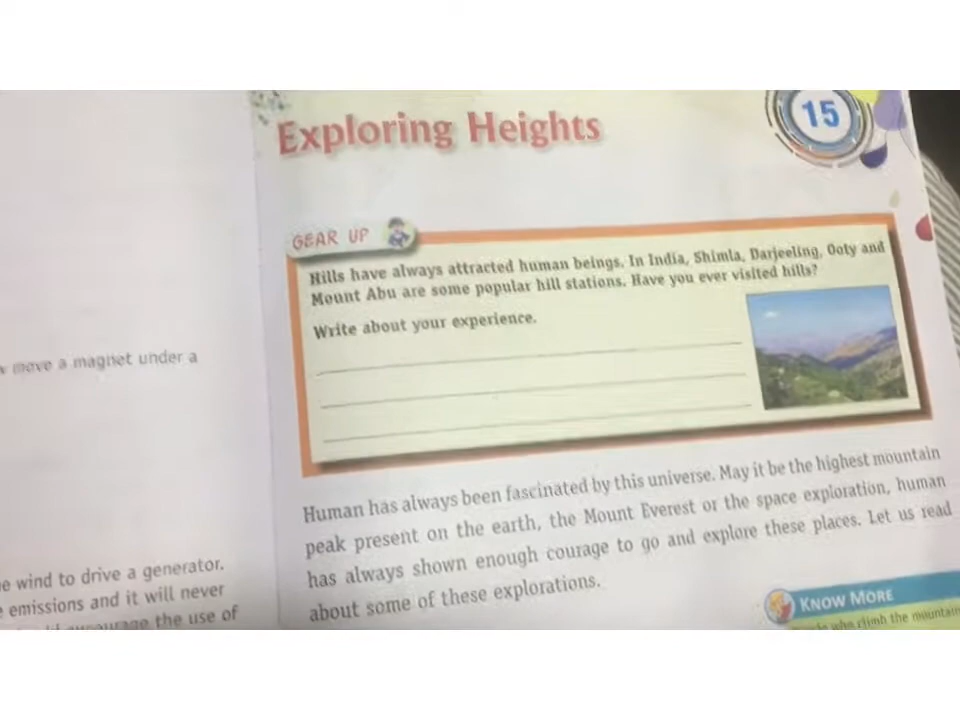 move a magnet under a
wind to drive a generator.
emissions and it will never
the use of
Exploring Heights
15
GEAR UP
Hills have always attracted human beings. In India, Shimla, Darjeeling, Ooty and
Mount Abu are some popular hill stations. Have you ever visited hills?
Write about your experience.
Human has always been fascinated by this universe. May it be the highest mountain
peak present on the earth, the Mount Everest or the space exploration, human
has always shown enough courage to go and explore these places. Let us read
about some of these explorations.
KNOW MORE
who climb the mountain